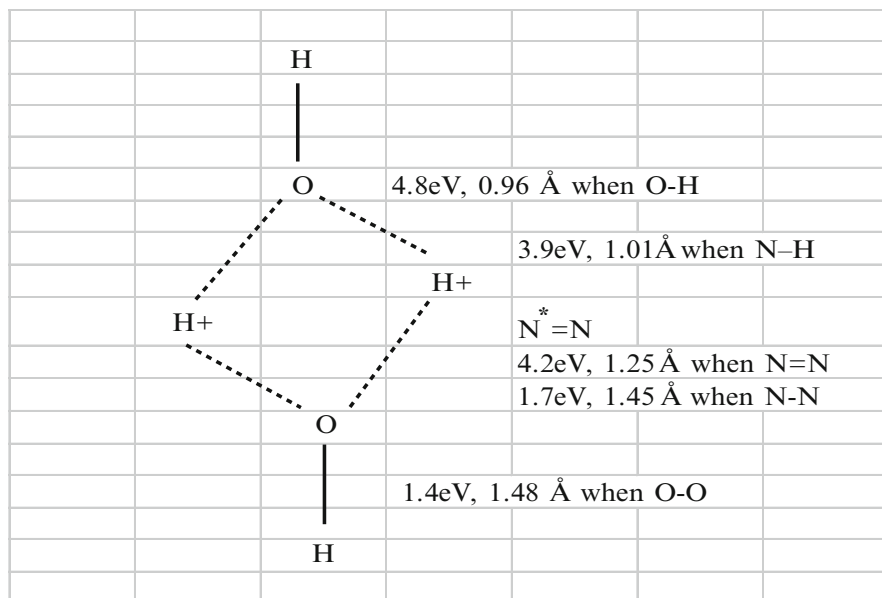 H
O
4.8eV, 0.96 Å when O-H
3.9eV, 1.01Å when N–H
H+
H+
N*=N
4.2eV, 1.25 Å when N=N
1.7eV, 1.45 Å when N-N
O
1.4eV, 1.48 Å when O-O
H